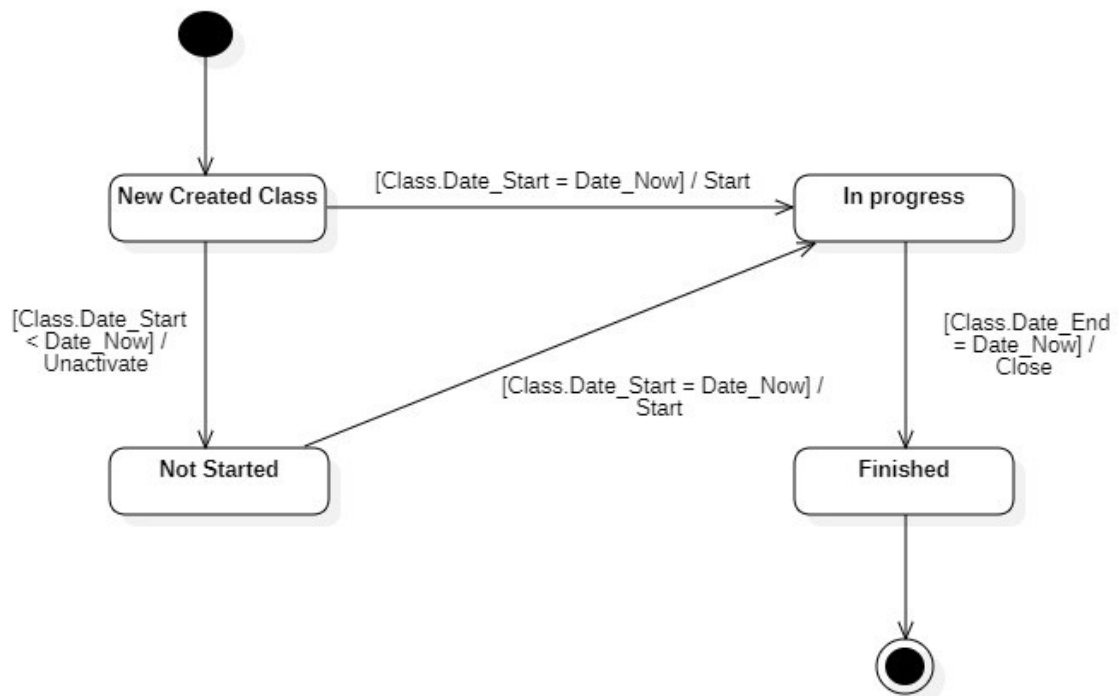 New Created Class
[Class.Date_Start = Date_Now] / Start
In progress
[Class.Date_Start
< Date_Now] /
Unactivate
[Class.Date_End
= Date_Now] /
Close
[Class.Date_Start = Date_Now] /
Start
Not Started
Finished